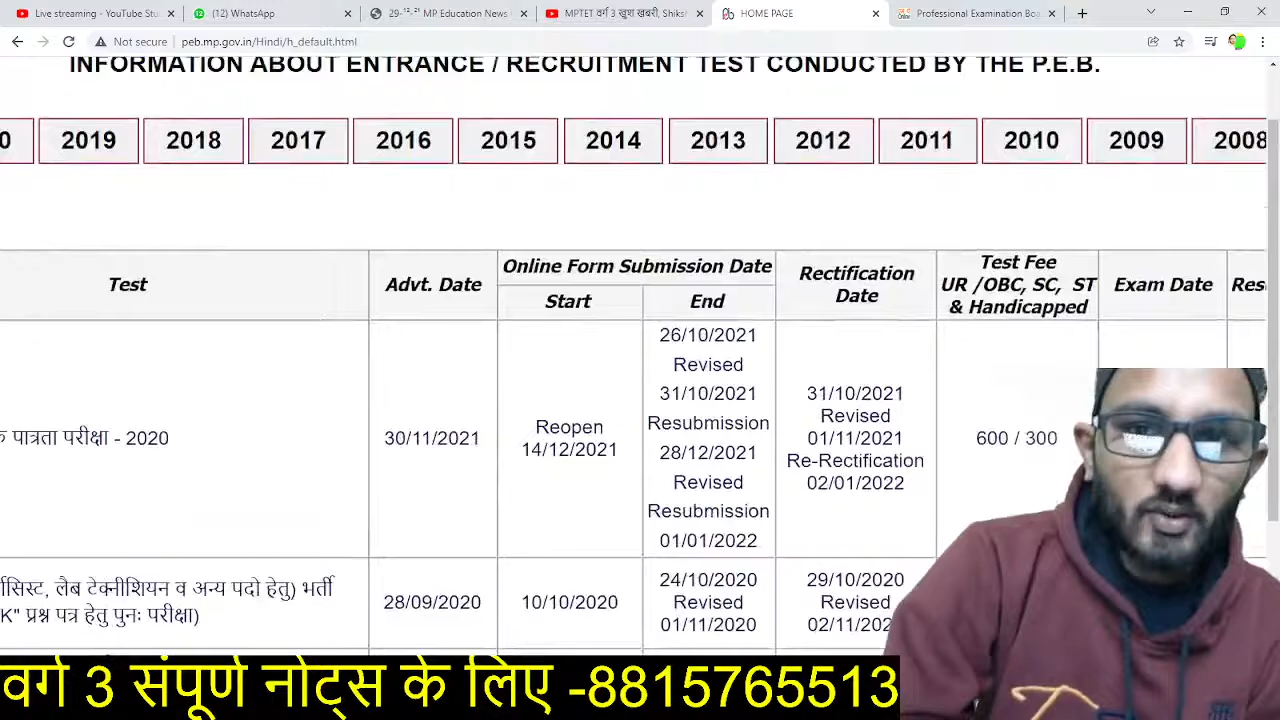 Live streaming - YouTube Stu
(12) WhatsApp
29-¹²-²¹ MP Education News
MPTET वर्ग 3 खुश खबरी, Shiks
HOME PAGE
Professional Examination Boa
Not secure
peb.mp.gov.in/Hindi/h_default.html
INFORMATION ABOUT ENTRANCE / RECRUITMENT TEST CONDUCTED BY THE P.E.B.
0 2019 2018 2017 2016 2015 2014 2013 2012 2011 2010 2009 2008
Test
Advt. Date
Online Form Submission Date
Start
End
Rectification
Date
Test Fee
UR /OBC, SC, ST
& Handicapped
Exam Date
Res
पात्रता परीक्षा - 2020
30/11/2021
Reopen
14/12/2021
26/10/2021
Revised
31/10/2021
Resubmission
28/12/2021
Revised
Resubmission
01/01/2022
31/10/2021
Revised
01/11/2021
Re-Rectification
02/01/2022
600 / 300
लैब टेक्नीशियन व अन्य पदो हेतु) भर्ती
K" प्रश्न पत्र हेतु पुनः परीक्षा)
28/09/2020
10/10/2020
24/10/2020
Revised
01/11/2020
29/10/2020
Revised
02/11/202
वर्ग 3 संपूर्ण नोट्स के लिए -8815765513